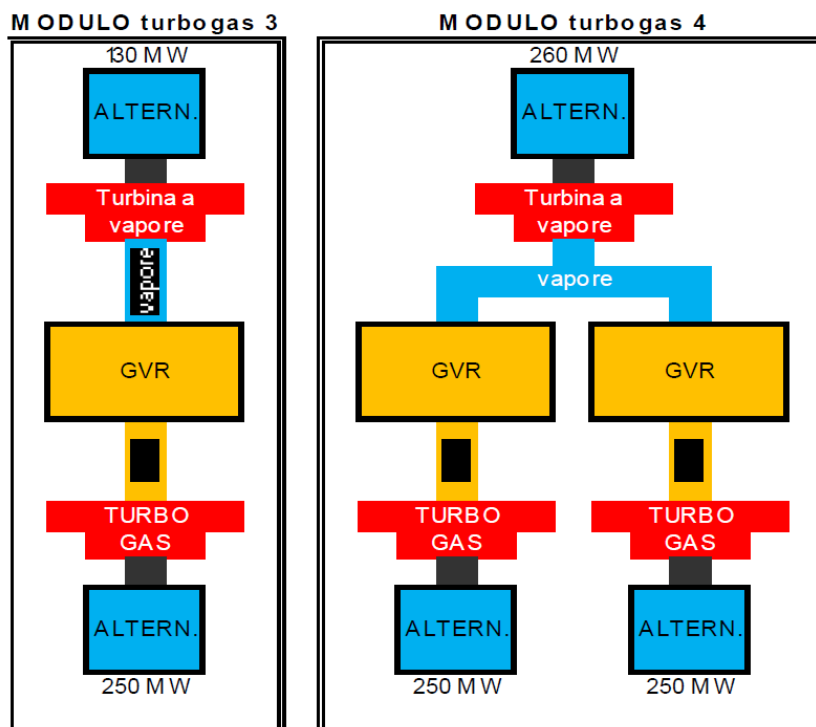 MODULO turbogas 3
130 MW
ALTERN.
Turbina a
vapore
vapore
GVR
TURBO
GAS
ALTERN.
250 MW
MODULO turbogas 4
260 MW
ALTERN.
Turbina a
vapore
vapore
GVR
GVR
TURBO
GAS
TURBO
GAS
ALTERN.
ALTERN.
250 MW
250 MW